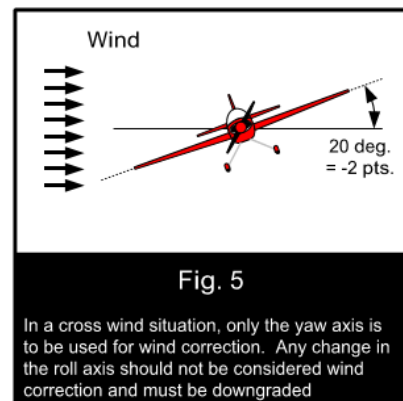 Wind
20 deg.
= -2 pts.
Fig. 5
In a cross wind situation, only the yaw axis is
to be used for wind correction.  Any change in
the roll axis should not be considered wind
correction and must be downgraded